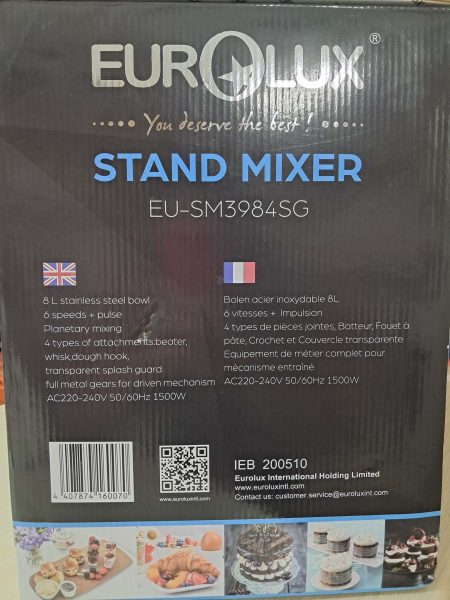 EUROLUX®
You deserve the best!
STAND MIXER
EU-SM3984SG
8 L stainless steel bowl
6 speeds + pulse
Planetary mixing
4 types of attachments:beater,
whisk,dough hook,
transparent splash guard
full metal gears for driven mechanism
AC220-240V 50/60Hz 1500W
Bolen acier inoxydable 8L
6 vitesses + Impulsion
4 types de pièces jointes, Batteur, Fouet à
pâte, Crochet et Couvercle transparente
Equipement de métier complet pour
mécanisme entraîné
AC220-240V 50/60Hz 1500W
4 407874 160070
www.euroluxintl.com
IEB 200510
Eurolux International Holding Limited
www.euroluxintl.com
Contact us: customer.service@euroluxint.com